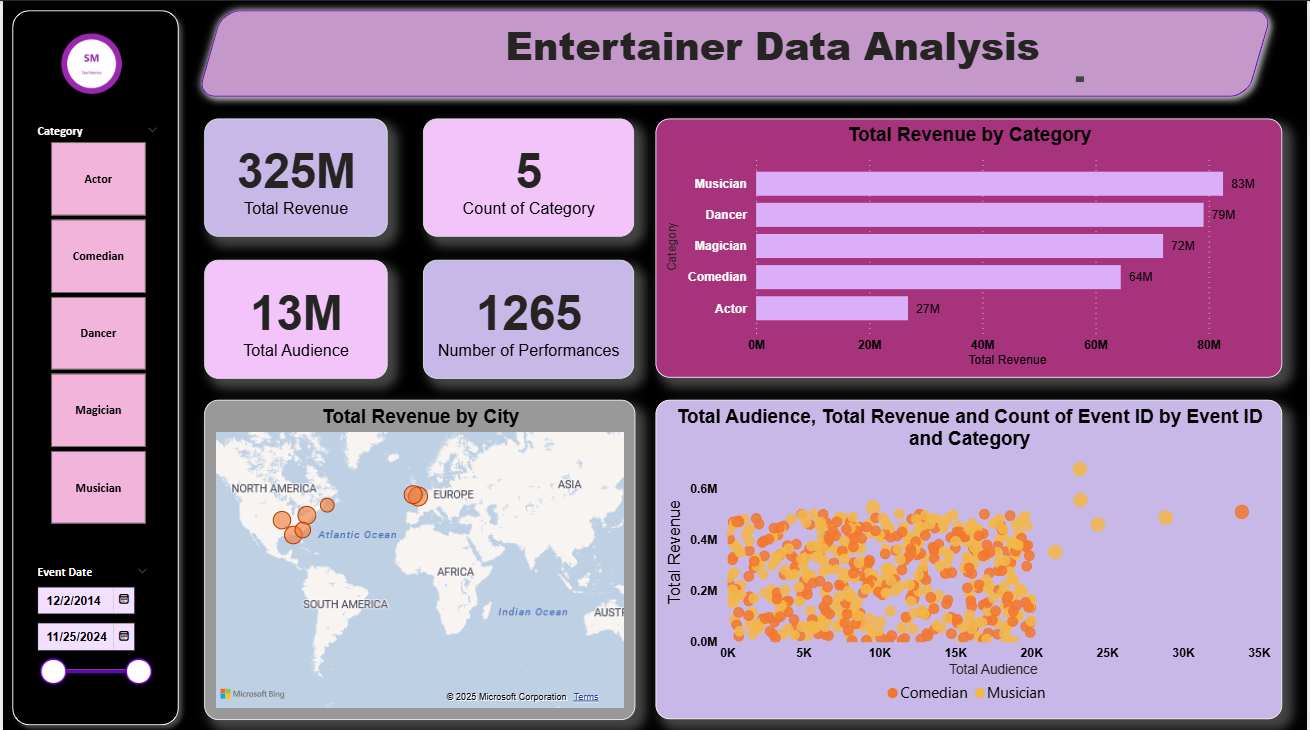 Entertainer Data Analysis
-
SM
Category
Actor
Comedian
Dancer
Magician
Musician
Event Date
12/2/2014
11/25/2024
325M
Total Revenue
5
Count of Category
13M
Total Audience
1265
Number of Performances
Total Revenue by Category
Category
Musician
83M
Dancer
79M
Magician
72M
Comedian
64M
Actor
27M
0M 20M 40M 60M 80M
Total Revenue
Total Revenue by City
NORTH AMERICA
EUROPE
ASIA
Atlantic Ocean
AFRICA
SOUTH AMERICA
Indian Ocean
AUSTR
Microsoft Bing
© 2025 Microsoft Corporation Terms
Total Audience, Total Revenue and Count of Event ID by Event ID
and Category
Total Revenue
0.6M
0.4M
0.2M
0.0M
0K 5K 10K 15K 20K 25K 30K 35K
Total Audience
Comedian Musician